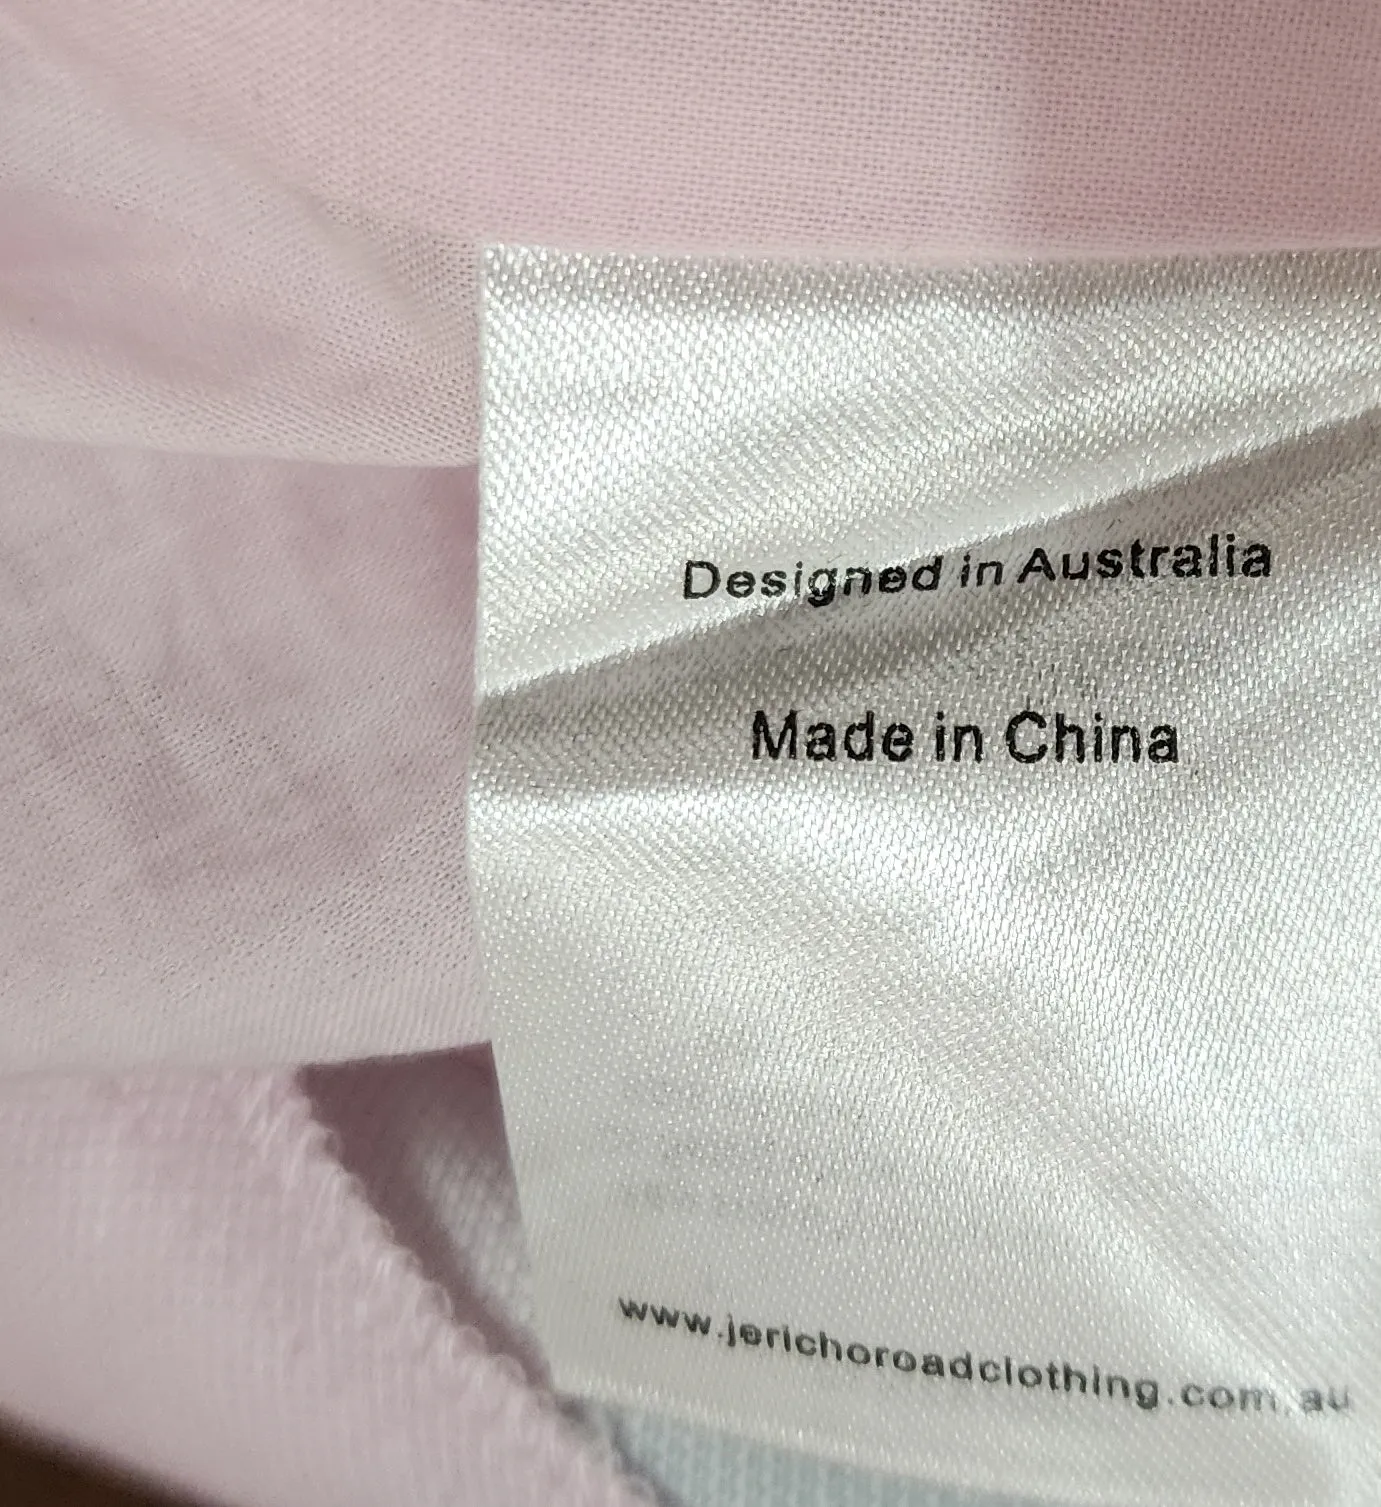 Designed in Australia
Made in China
www.jerichoroadclothing.com.au